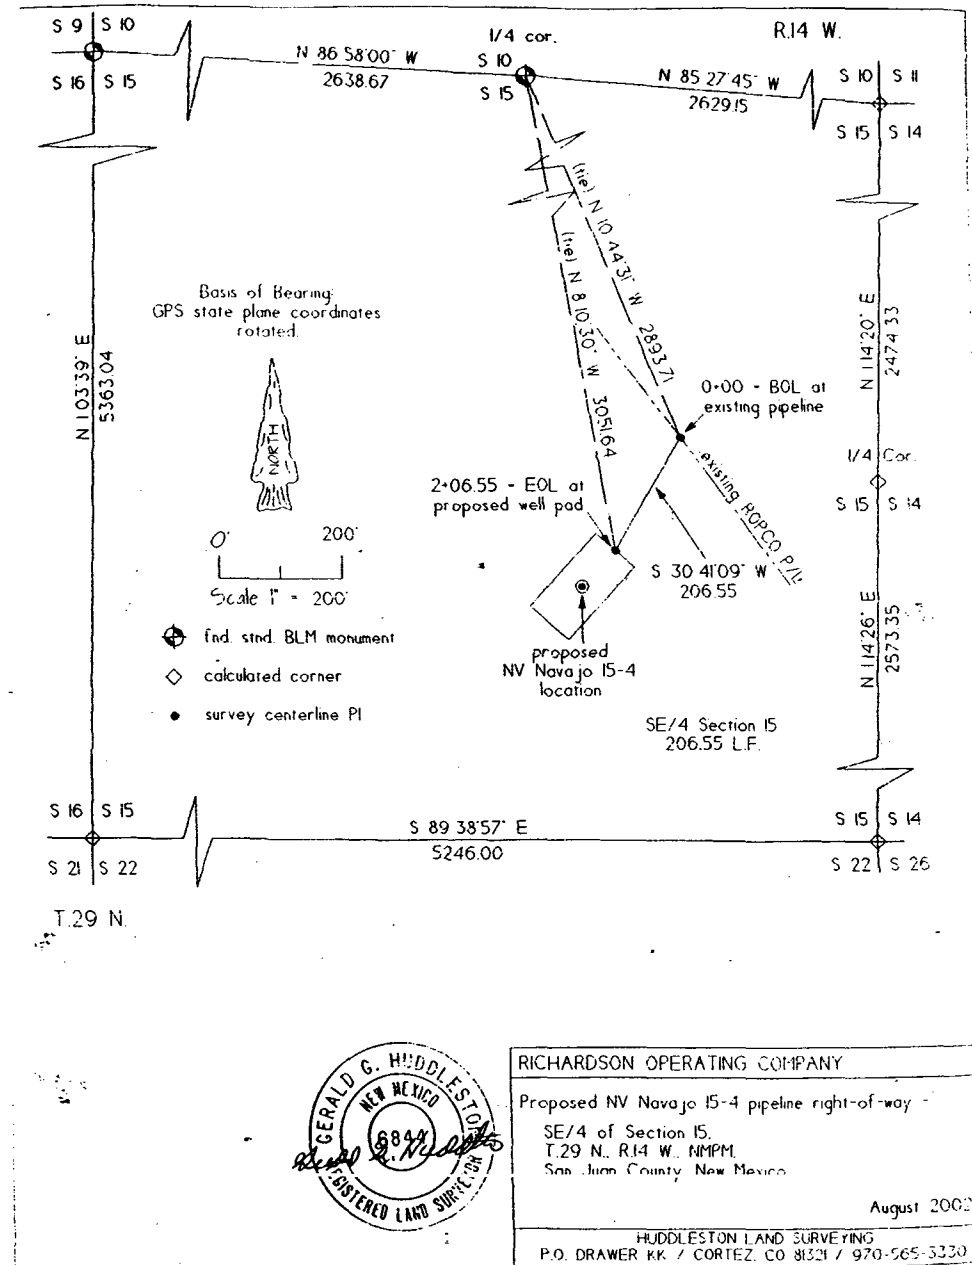 S 9 S 10
1/4 cor.
R.14 W.
N 86 58'00" W
2638.67
S 10
S 15
N 85 27'45" W
2629.15
S 10 S 11
S 16 S 15
S 15 S 14
(tie) N 10 44'31" W 2893.71
(tie) N 8 10'30" W 3051.64
Basis of Bearing:
GPS state plane coordinates
rotated.
NORTH
N 1 03'39" E
5363.04
N 1 14'20" E
2474.33
0+00 - BOL at
existing pipeline
1/4 Cor.
S 15 S 14
existing ROPCO P/L
2+06.55 - EOL at
proposed well pad
0' 200'
Scale 1" = 200'
S 30 41'09" W
206.55
N 1 14'26" E
2573.35
fnd. stnd. BLM monument
calculated corner
survey centerline PI
proposed
NV Navajo 15-4
location
SE/4 Section 15
206.55 L.F.
S 16 S 15
S 89 38'57" E
5246.00
S 15 S 14
S 21 S 22
S 22 S 26
T.29 N.
GERALD G. HUDDLESTON
NEW MEXICO
6844
REGISTERED LAND SURVEYOR
RICHARDSON OPERATING COMPANY
Proposed NV Navajo 15-4 pipeline right-of-way
SE/4 of Section 15,
T.29 N., R.14 W., NMPM,
San Juan County, New Mexico
August 2002
HUDDLESTON LAND SURVEYING
P.O. DRAWER KK / CORTEZ, CO 81321 / 970-565-3330